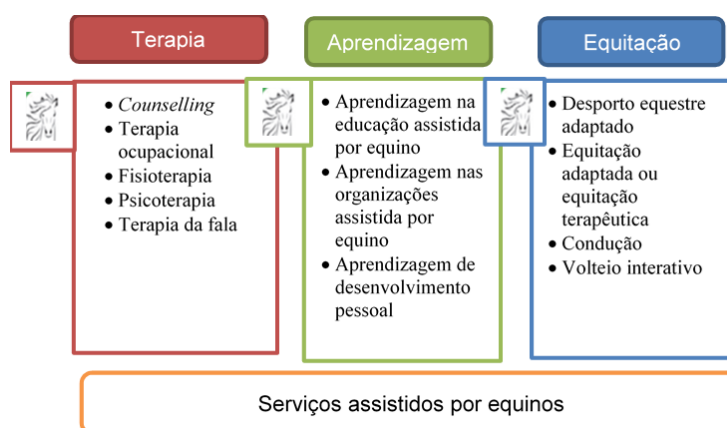 Terapia
• Counselling
• Terapia
ocupacional
• Fisioterapia
• Psicoterapia
• Terapia da fala
Aprendizagem
• Aprendizagem na
educação assistida
por equino
• Aprendizagem nas
organizações
assistida por
equino
• Aprendizagem de
desenvolvimento
pessoal
Equitação
• Desporto equestre
adaptado
• Equitação
adaptada ou
equitação
terapêutica
• Condução
• Volteio interativo
Serviços assistidos por equinos